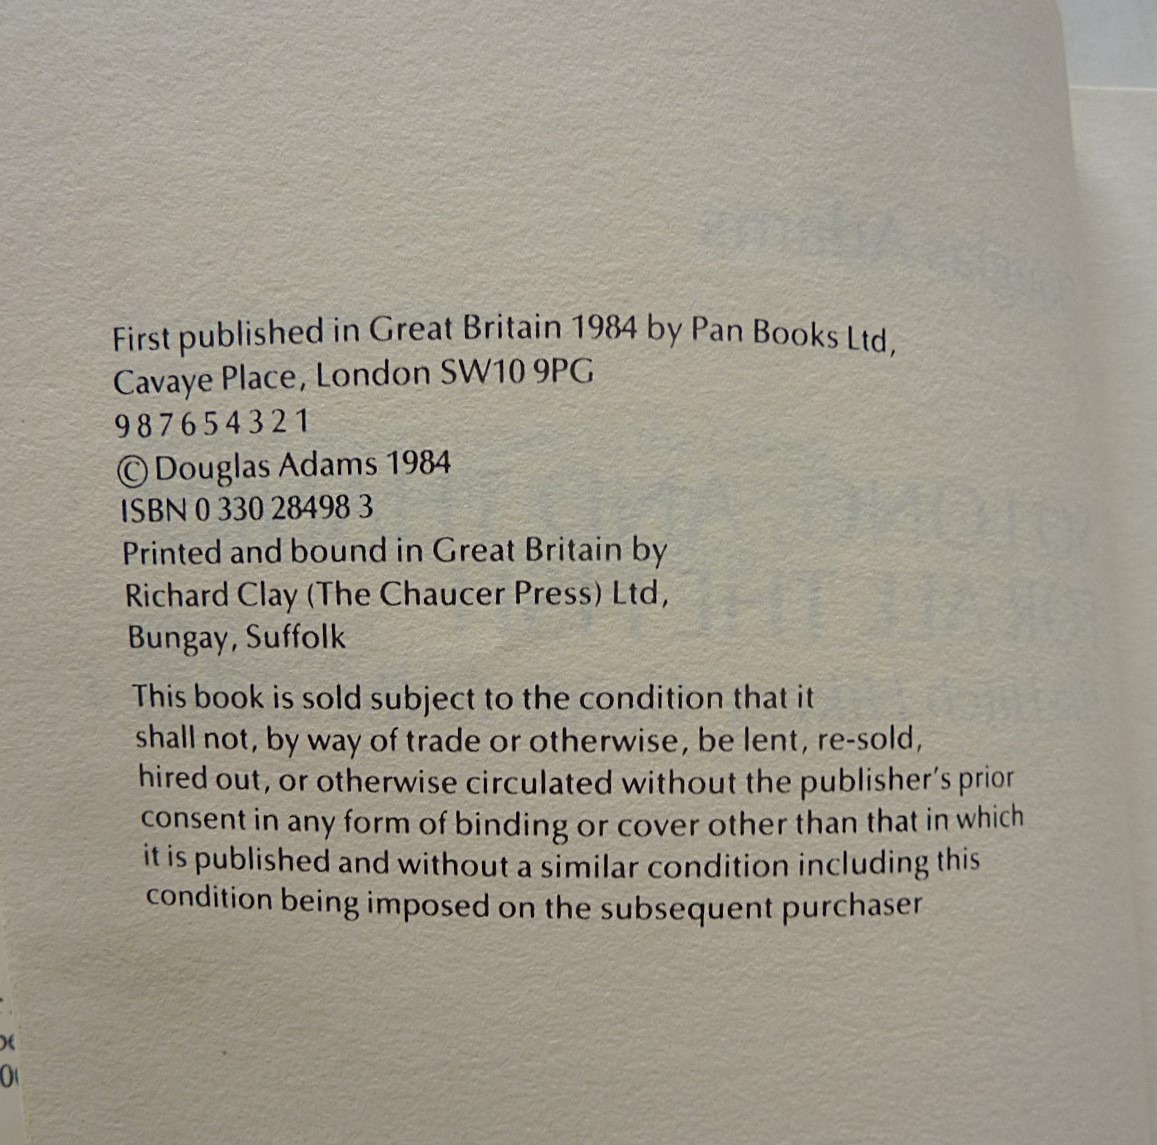 First published in Great Britain 1984 by Pan Books Ltd,
Cavaye Place, London SW10 9PG
9 8 7 6 5 4 3 2 1
© Douglas Adams 1984
ISBN 0 330 28498 3
Printed and bound in Great Britain by
Richard Clay (The Chaucer Press) Ltd,
Bungay, Suffolk
This book is sold subject to the condition that it
shall not, by way of trade or otherwise, be lent, re-sold,
hired out, or otherwise circulated without the publisher's prior
consent in any form of binding or cover other than that in which
it is published and without a similar condition including this
condition being imposed on the subsequent purchaser